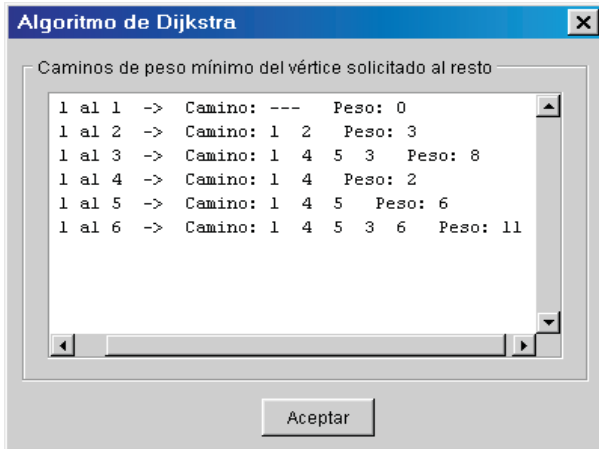 Algoritmo de Dijkstra
Caminos de peso mínimo del vértice solicitado al resto
1 al 1 -> Camino: --- Peso: 0
1 al 2 -> Camino: 1 2 Peso: 3
1 al 3 -> Camino: 1 4 5 3 Peso: 8
1 al 4 -> Camino: 1 4 Peso: 2
1 al 5 -> Camino: 1 4 5 Peso: 6
1 al 6 -> Camino: 1 4 5 3 6 Peso: 11
Aceptar